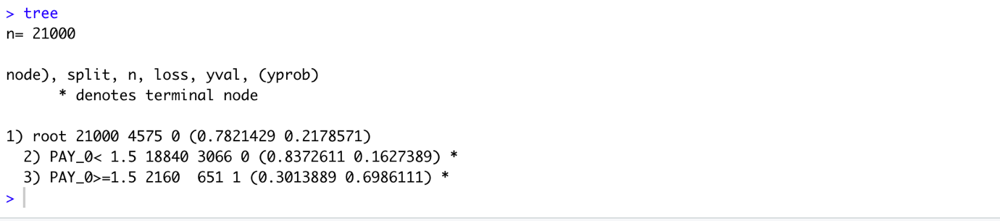 > tree
n= 21000
node), split, n, loss, yval, (yprob)
* denotes terminal node
1) root 21000 4575 0 (0.7821429 0.2178571)
2) PAY_0< 1.5 18840 3066 0 (0.8372611 0.1627389) *
3) PAY_0>=1.5 2160  651 1 (0.3013889 0.6986111) *
>